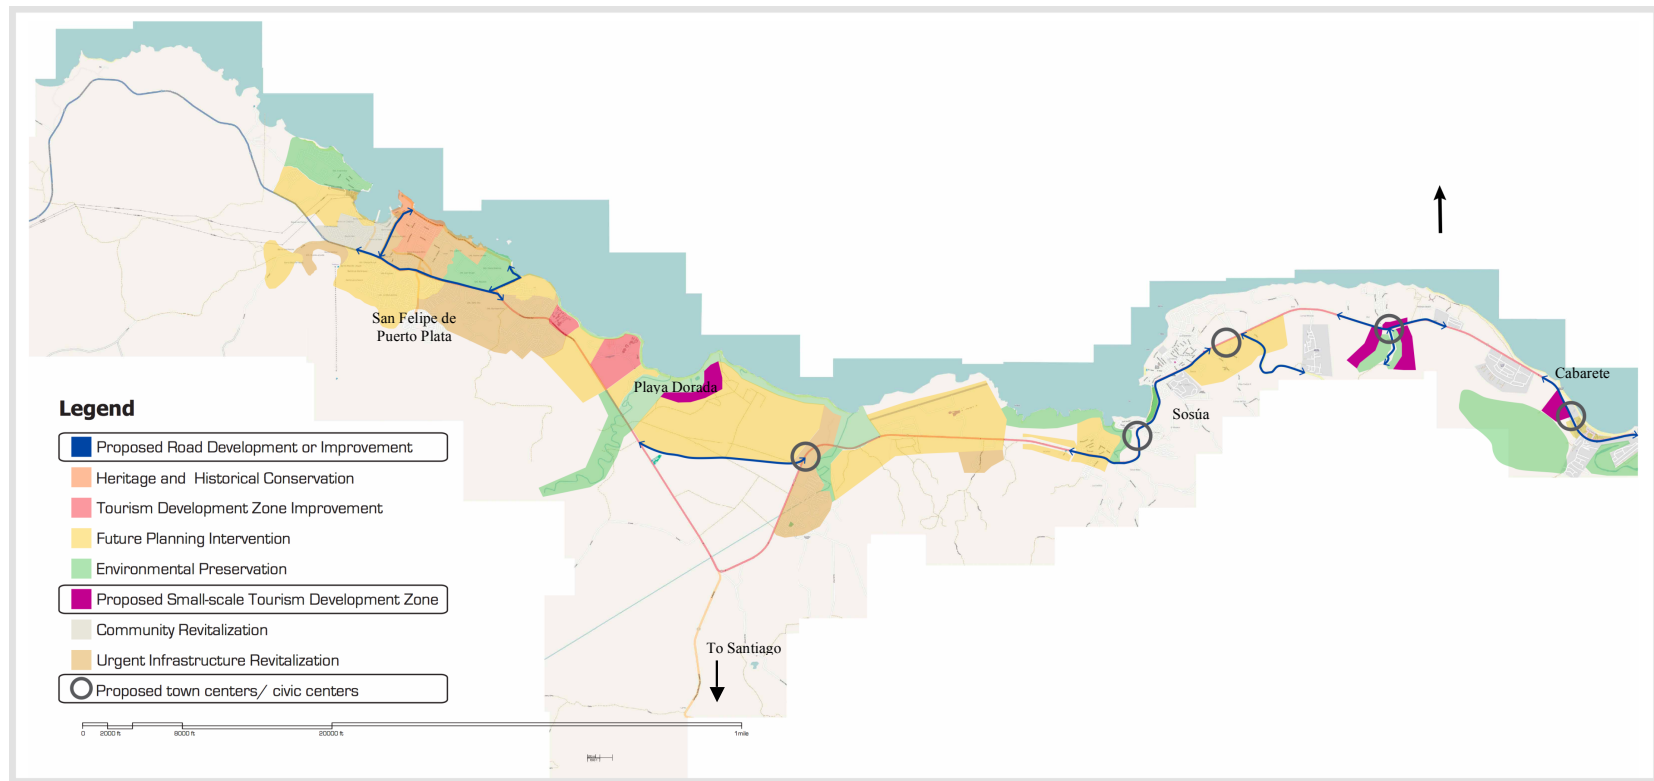 San Felipe de
Puerto Plata
Playa Dorada
Sosúa
Cabarete
To Santiago
Legend
Proposed Road Development or Improvement
Heritage and Historical Conservation
Tourism Development Zone Improvement
Future Planning Intervention
Environmental Preservation
Proposed Small-scale Tourism Development Zone
Community Revitalization
Urgent Infrastructure Revitalization
Proposed town centers/ civic centers
0 2000 ft 8000 ft 20000 ft 1mile